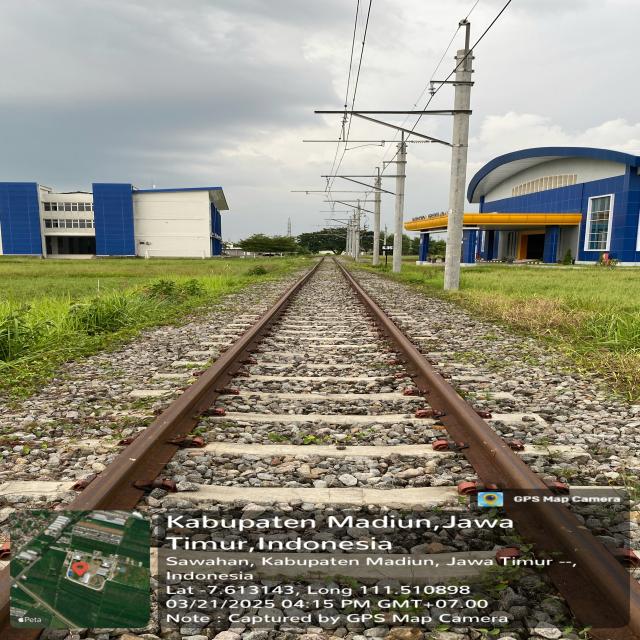 GPS Map Camera
Kabupaten Madiun,Jawa
Timur,Indonesia
Sawahan, Kabupaten Madiun, Jawa Timur --,
Indonesia
Lat -7.613143, Long 111.510898
03/21/2025 04:15 PM GMT+07.00
Note : Captured by GPS Map Camera
Peta